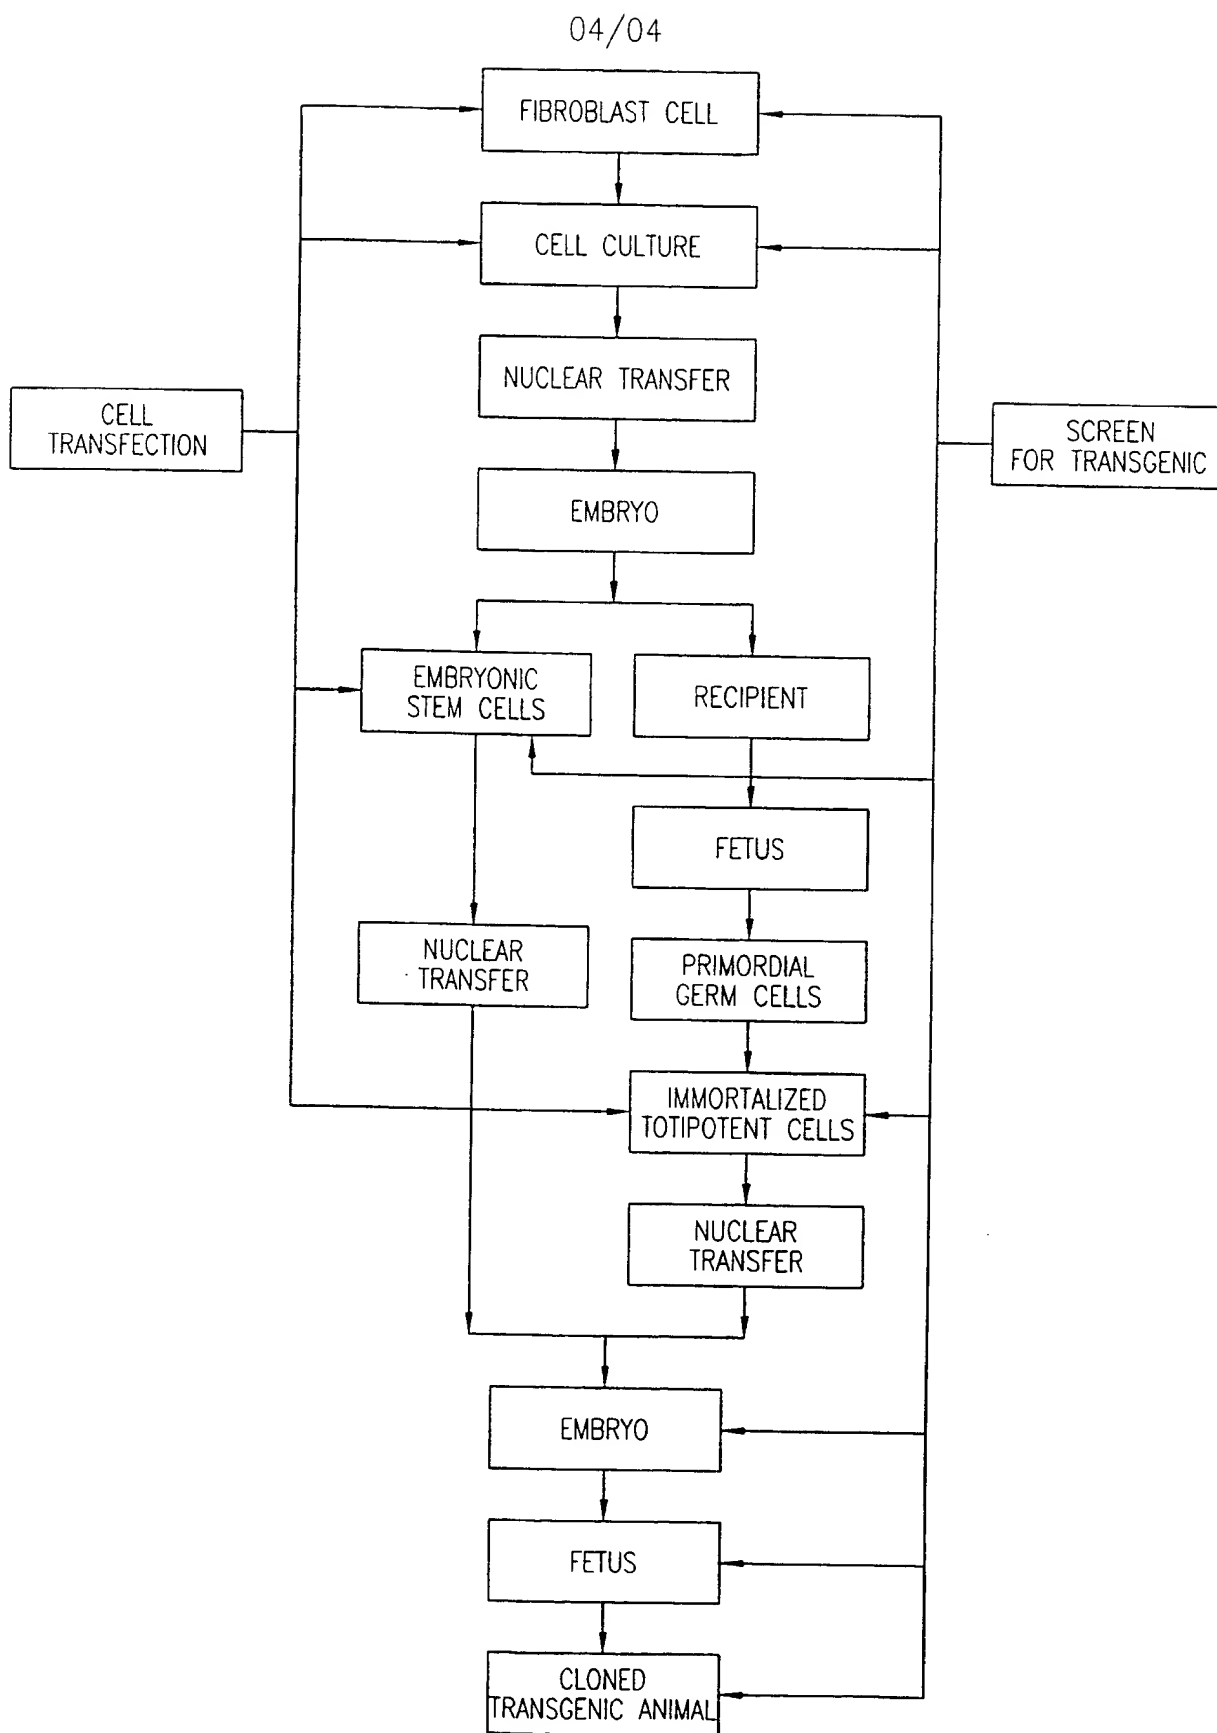 04/04
FIBROBLAST CELL
CELL CULTURE
NUCLEAR TRANSFER
CELL
TRANSFECTION
SCREEN
FOR TRANSGENIC
EMBRYO
EMBRYONIC
STEM CELLS
RECIPIENT
FETUS
NUCLEAR
TRANSFER
PRIMORDIAL
GERM CELLS
IMMORTALIZED
TOTIPOTENT CELLS
NUCLEAR
TRANSFER
EMBRYO
FETUS
CLONED
TRANSGENIC ANIMAL